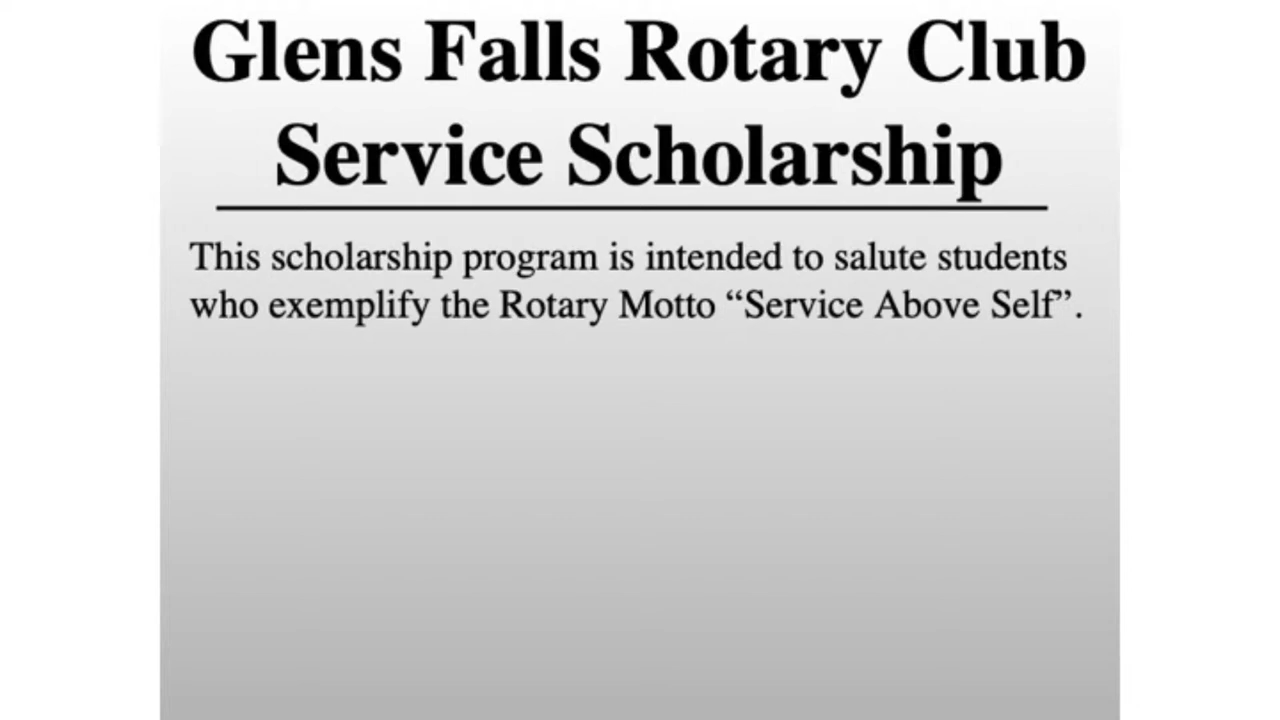 Glens Falls Rotary Club
Service Scholarship
This scholarship program is intended to salute students
who exemplify the Rotary Motto “Service Above Self”.